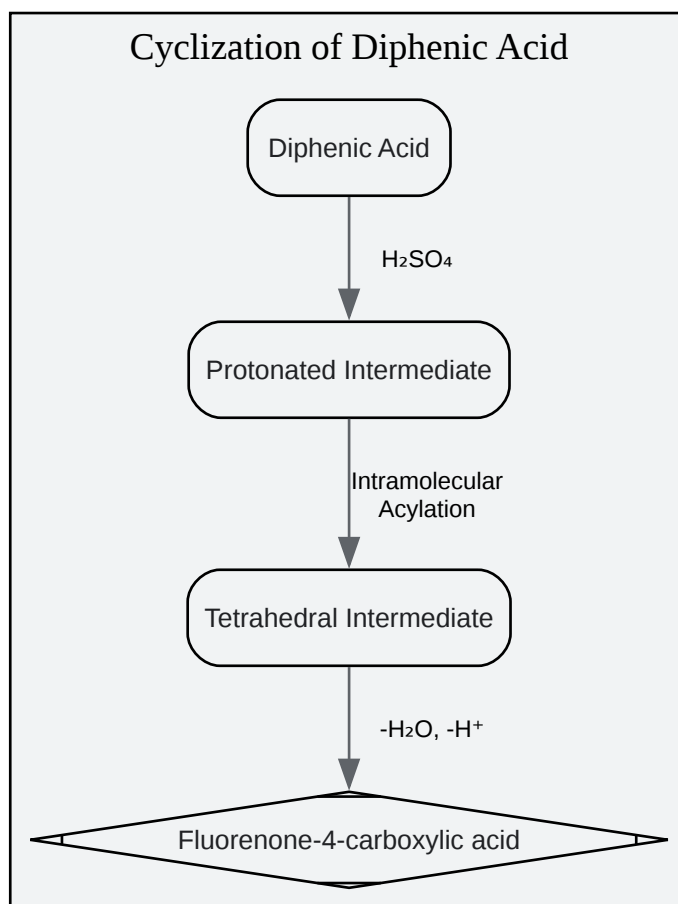 Cyclization of Diphenic Acid
Diphenic Acid
H₂SO₄
Protonated Intermediate
Intramolecular
Acylation
Tetrahedral Intermediate
-H₂O, -H⁺
Fluorenone-4-carboxylic acid